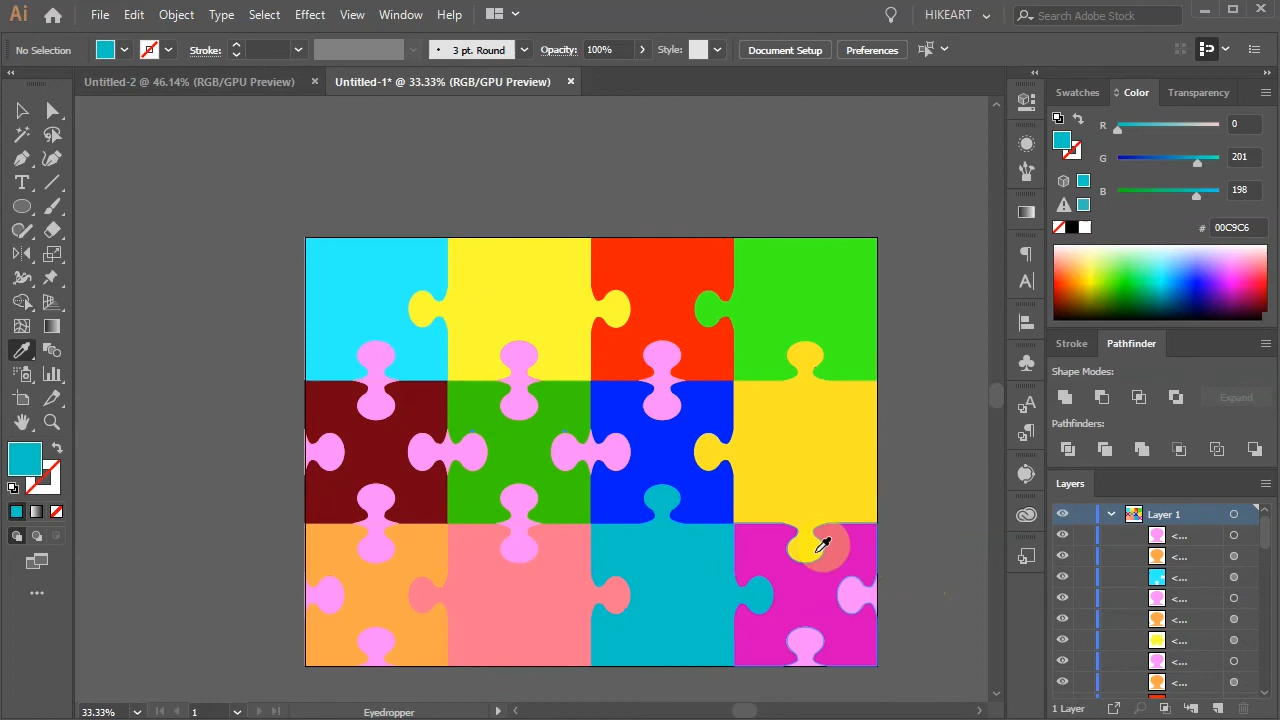 Ai File Edit Object Type Select Effect View Window Help HIKEART Search Adobe Stock
No Selection Stroke: 3 pt. Round Opacity: 100% Style: Document Setup Preferences
Untitled-2 @ 46.14% (RGB/GPU Preview) × Untitled-1* @ 33.33% (RGB/GPU Preview) ×
Swatches Color Transparency
R 0
G 201
B 198
# 00C9C6
Stroke Pathfinder
Shape Modes:
Expand
Pathfinders:
Layers
Layer 1
<...
<...
<...
<...
<...
<...
<...
<...
1 Layer
33.33% 1 Eyedropper